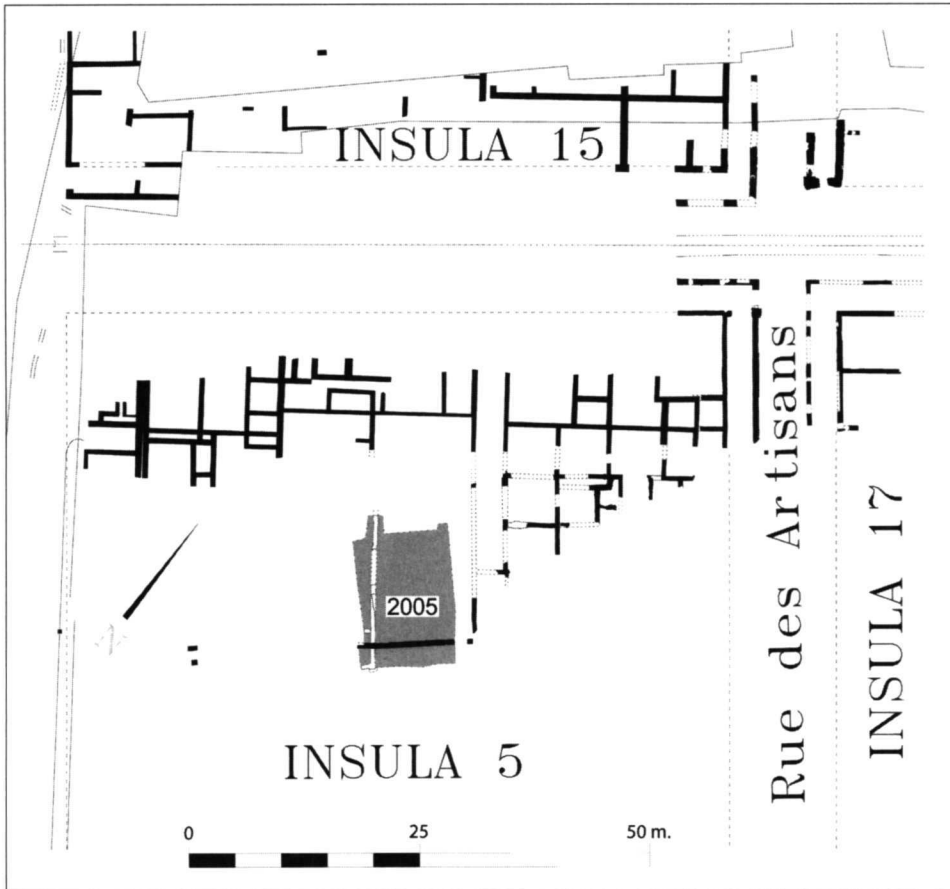 INSULA 15
2005
INSULA 5
Rue des Artisans
INSULA 17
0 25 50 m.